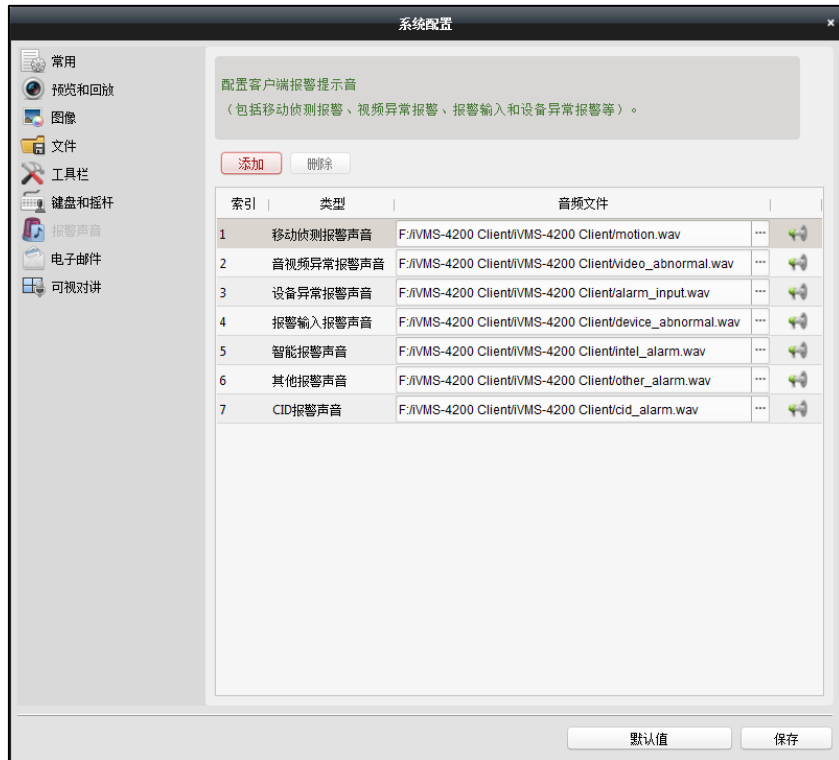 系统配置
×
常用
预览和回放
图像
文件
工具栏
键盘和摇杆
报警声音
电子邮件
可视对讲
配置客户端报警提示音
（包括移动侦测报警、视频异常报警、报警输入和设备异常报警等）。
添加 删除
索引 类型 音频文件
1 移动侦测报警声音 F:/iVMS-4200 Client/iVMS-4200 Client/motion.wav ...
2 音视频异常报警声音 F:/iVMS-4200 Client/iVMS-4200 Client/video_abnormal.wav ...
3 设备异常报警声音 F:/iVMS-4200 Client/iVMS-4200 Client/alarm_input.wav ...
4 报警输入报警声音 F:/iVMS-4200 Client/iVMS-4200 Client/device_abnormal.wav ...
5 智能报警声音 F:/iVMS-4200 Client/iVMS-4200 Client/intel_alarm.wav ...
6 其他报警声音 F:/iVMS-4200 Client/iVMS-4200 Client/other_alarm.wav ...
7 CID报警声音 F:/iVMS-4200 Client/iVMS-4200 Client/cid_alarm.wav ...
默认值 保存